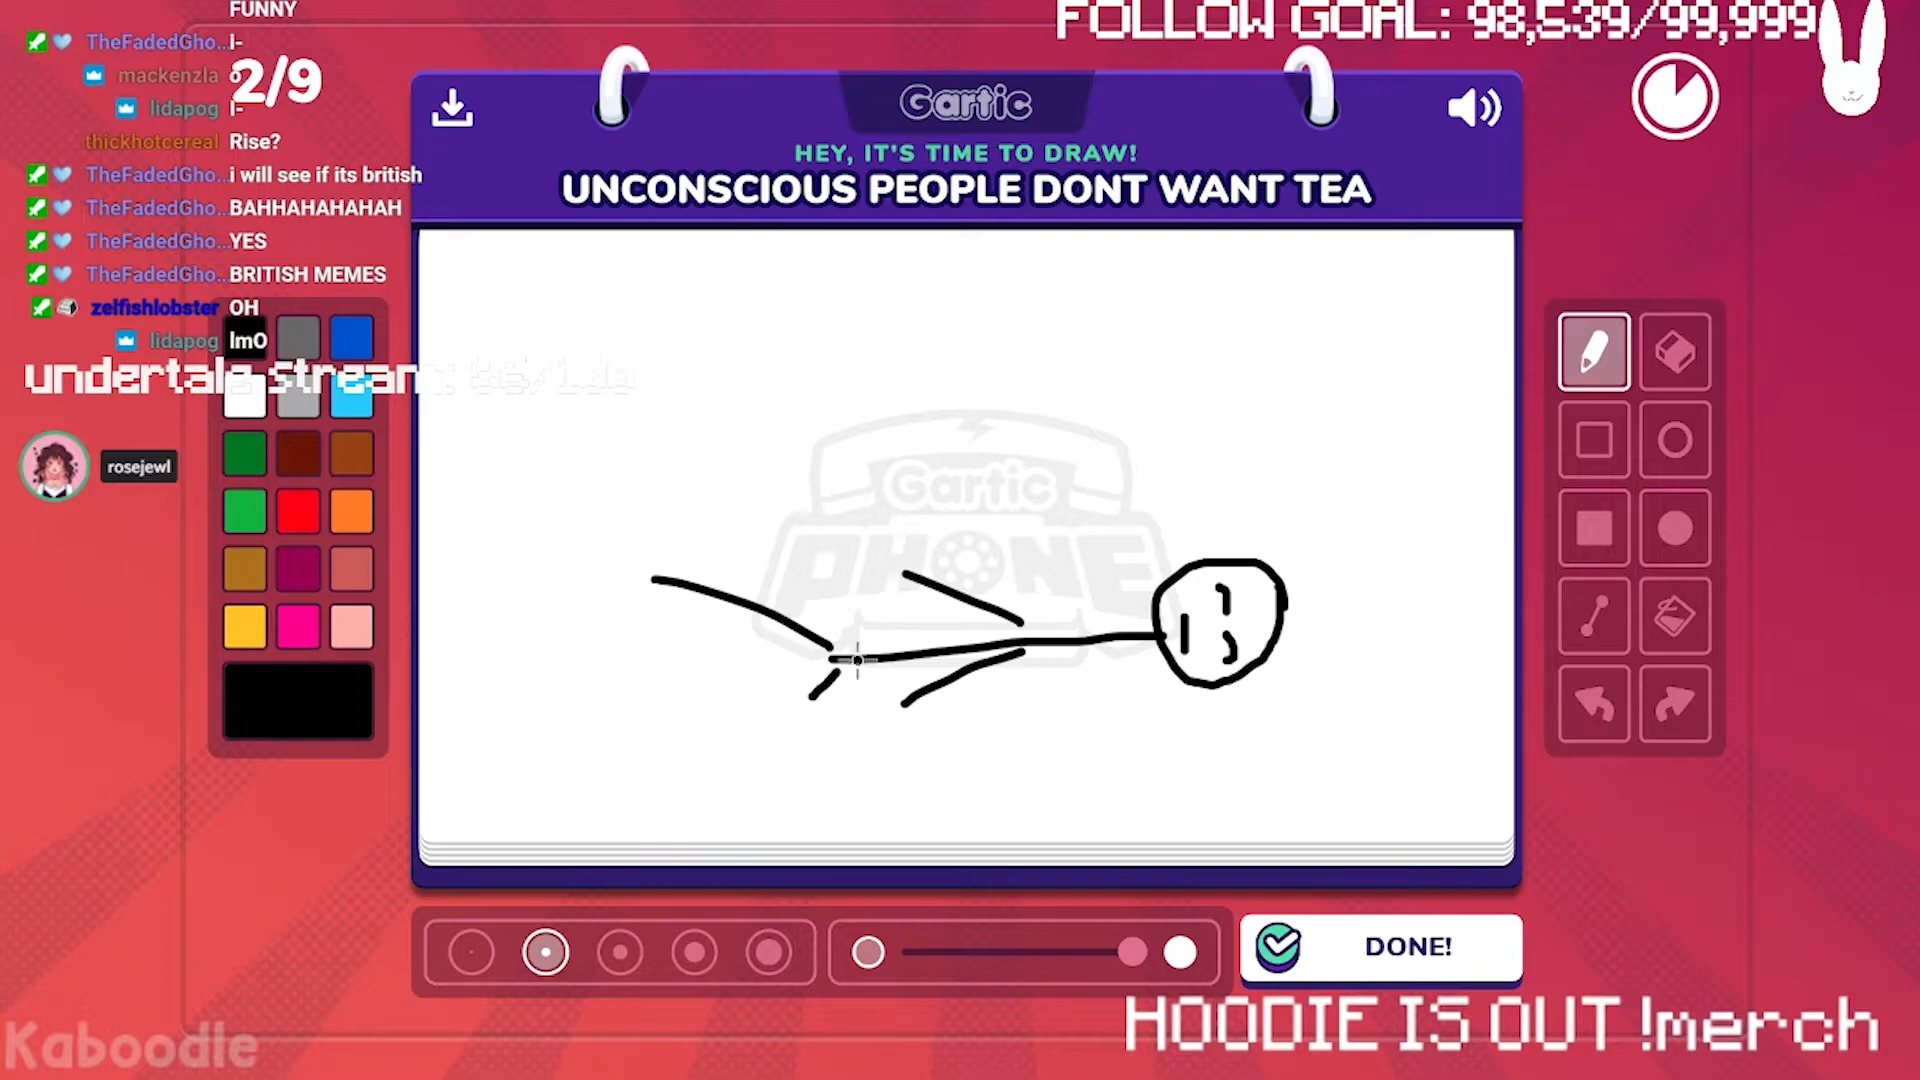 FUNNY
FOLLOW GOAL: 98,539/99,999
TheFadedGho...i-
mackenzla o
2/9
lidapog l-
thickhotcereal Rise?
TheFadedGho...i will see if its british
TheFadedGho...BAHHAHAHAHAH
TheFadedGho...YES
TheFadedGho...BRITISH MEMES
zelfishlobster OH
lidapog lmO
undertale stream:
rosejewl
Gartic
HEY, IT'S TIME TO DRAW!
UNCONSCIOUS PEOPLE DONT WANT TEA
Gartic
PHONE
DONE!
HOODIE IS OUT !merch
Kaboodle